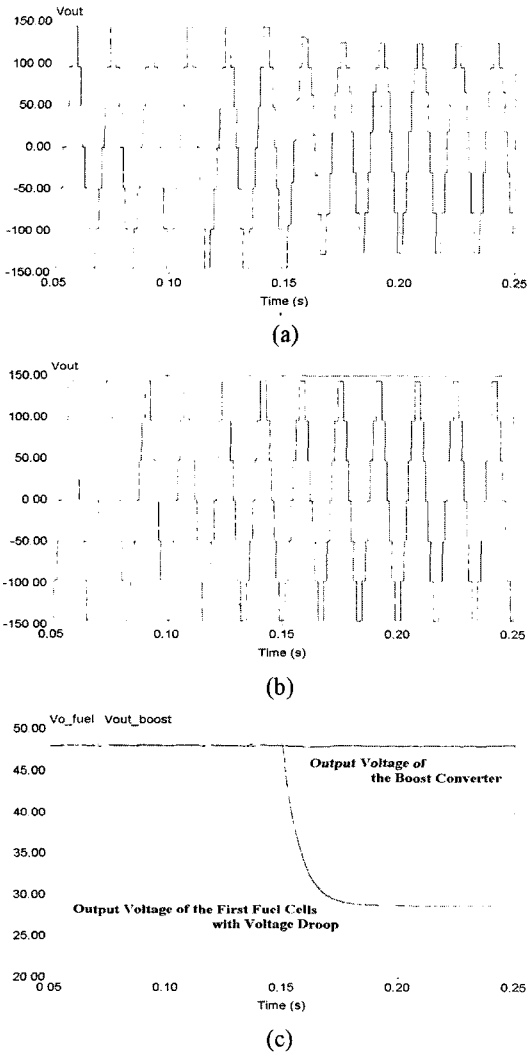 Vout
150.00
100.00
50.00
0.00
-50.00
-100.00
-150.00
0.05 0.10 0.15 0.20 0.25
Time (s)
(a)
Vout
150.00
100.00
50.00
0 00
-50.00
-100.00
-150.00
0.05 0.10 0.15 0.20 0.25
Time (s)
(b)
Vo_fuel Vout_boost
50 00
45 00
40 00
35 00
30 00
25 00
20 00
Output Voltage of
the Boost Converter
Output Voltage of the First Fuel Cells
with Voltage Droop
0 05 0.10 0.15 0.20 0.25
Time (s)
(c)